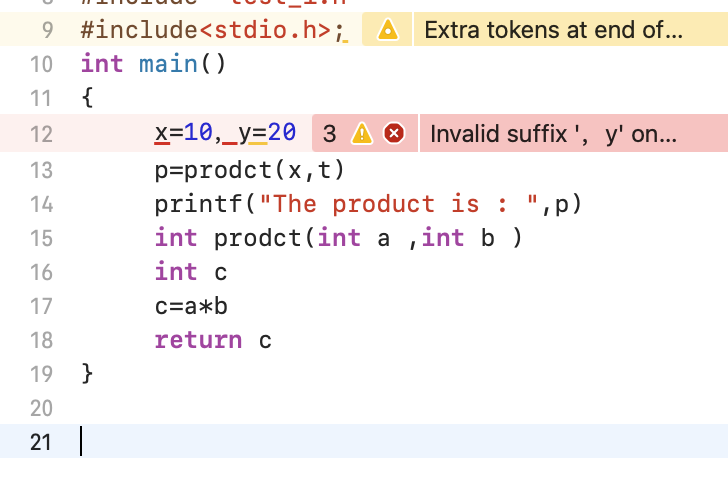 8 #include
9 #include<stdio.h>; Extra tokens at end of…
10 int main()
11 {
12 x=10，y=20 3 Invalid suffix '，y' on…
13 p=prodct(x,t)
14 printf("The product is : ",p)
15 int prodct(int a ,int b )
16 int c
17 c=a*b
18 return c
19 }
20
21